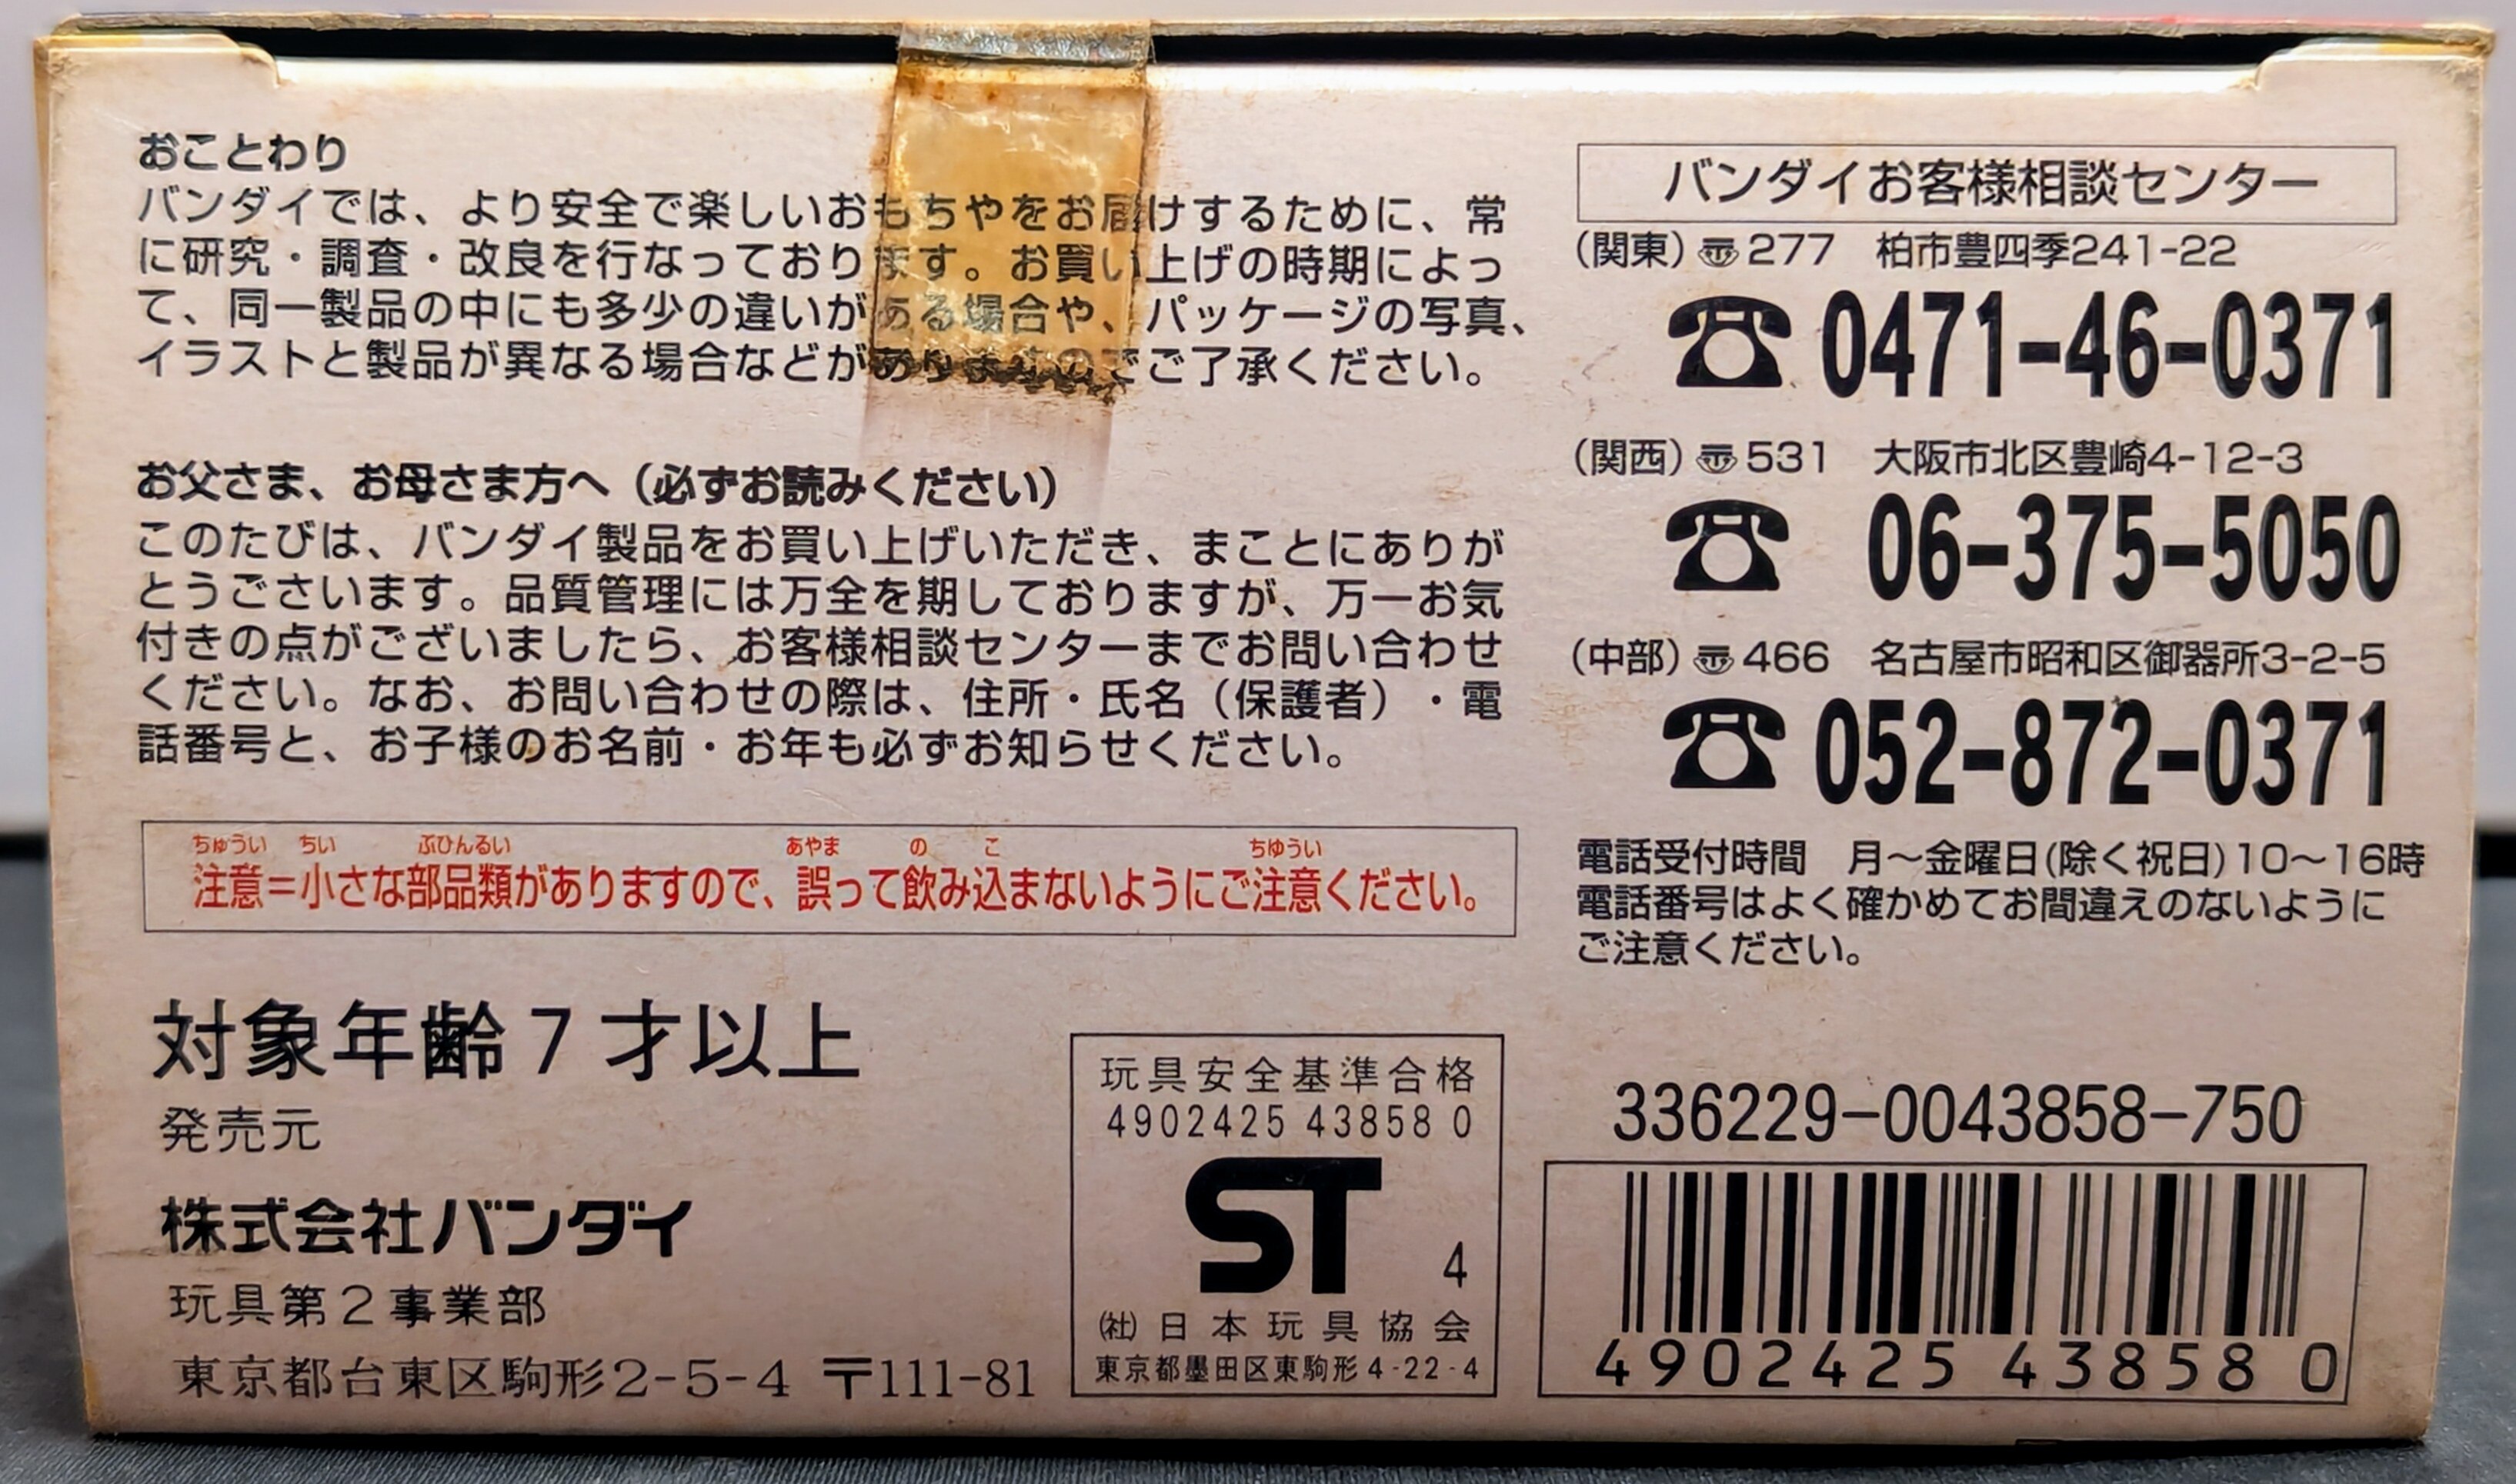 おことわり
バンダイでは、より安全で楽しいおもちゃをお届けするために、常
に研究・調査・改良を行なっております。お買い上げの時期によっ
て、同一製品の中にも多少の違いがある場合や、パッケージの写真、
イラストと製品が異なる場合などがありますのでご了承ください。
お父さま、お母さま方へ（必ずお読みください）
このたびは、バンダイ製品をお買い上げいただき、まことにありが
とうごさいます。品質管理には万全を期しておりますが、万一お気
付きの点がございましたら、お客様相談センターまでお問い合わせ
ください。なお、お問い合わせの際は、住所・氏名（保護者）・電
話番号と、お子様のお名前・お年も必ずお知らせください。
ちゅうい ちい ぶひんるい あやま の こ ちゆうい
注意＝小さな部品類がありますので、誤って飲み込まないようにご注意ください。
対象年齢7才以上
発売元
株式会社バンダイ
玩具第2事業部
東京都台東区駒形2-5-4 〒111-81
玩具安全基準合格
4902425 43858 0
ST
4
㈳日本玩具協会
東京都墨田区東駒形4-22-4
バンダイお客様相談センター
(関東)〠277 柏市豊四季241-22
☎0471-46-0371
(関西)〠531 大阪市北区豊崎4-12-3
☎06-375-5050
(中部)〠466 名古屋市昭和区御器所3-2-5
☎052-872-0371
電話受付時間 月〜金曜日(除く祝日)10〜16時
電話番号はよく確かめてお間違えのないように
ご注意ください。
336229-0043858-750
4902425 43858 0